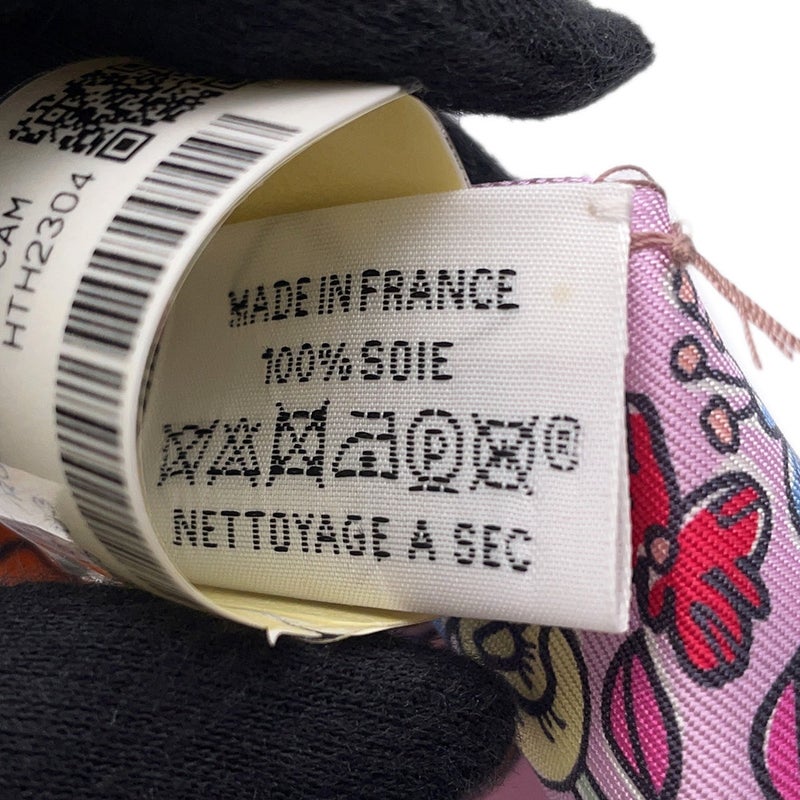 CAM
HTH2304
MADE IN FRANCE
100% SOIE
P
NETTOYAGE A SEC